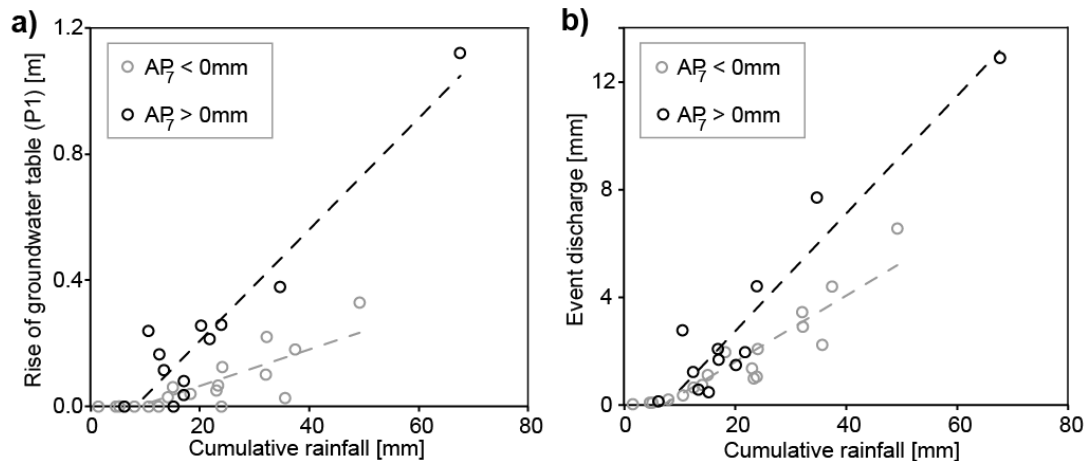 a)
1.2
0.8
0.4
0.0
Rise of groundwater table (P1) [m]
AP7 < 0mm
AP7 > 0mm
0 20 40 60 80
Cumulative rainfall [mm]
b)
12
8
4
0
Event discharge [mm]
AP7 < 0mm
AP7 > 0mm
0 20 40 60 80
Cumulative rainfall [mm]